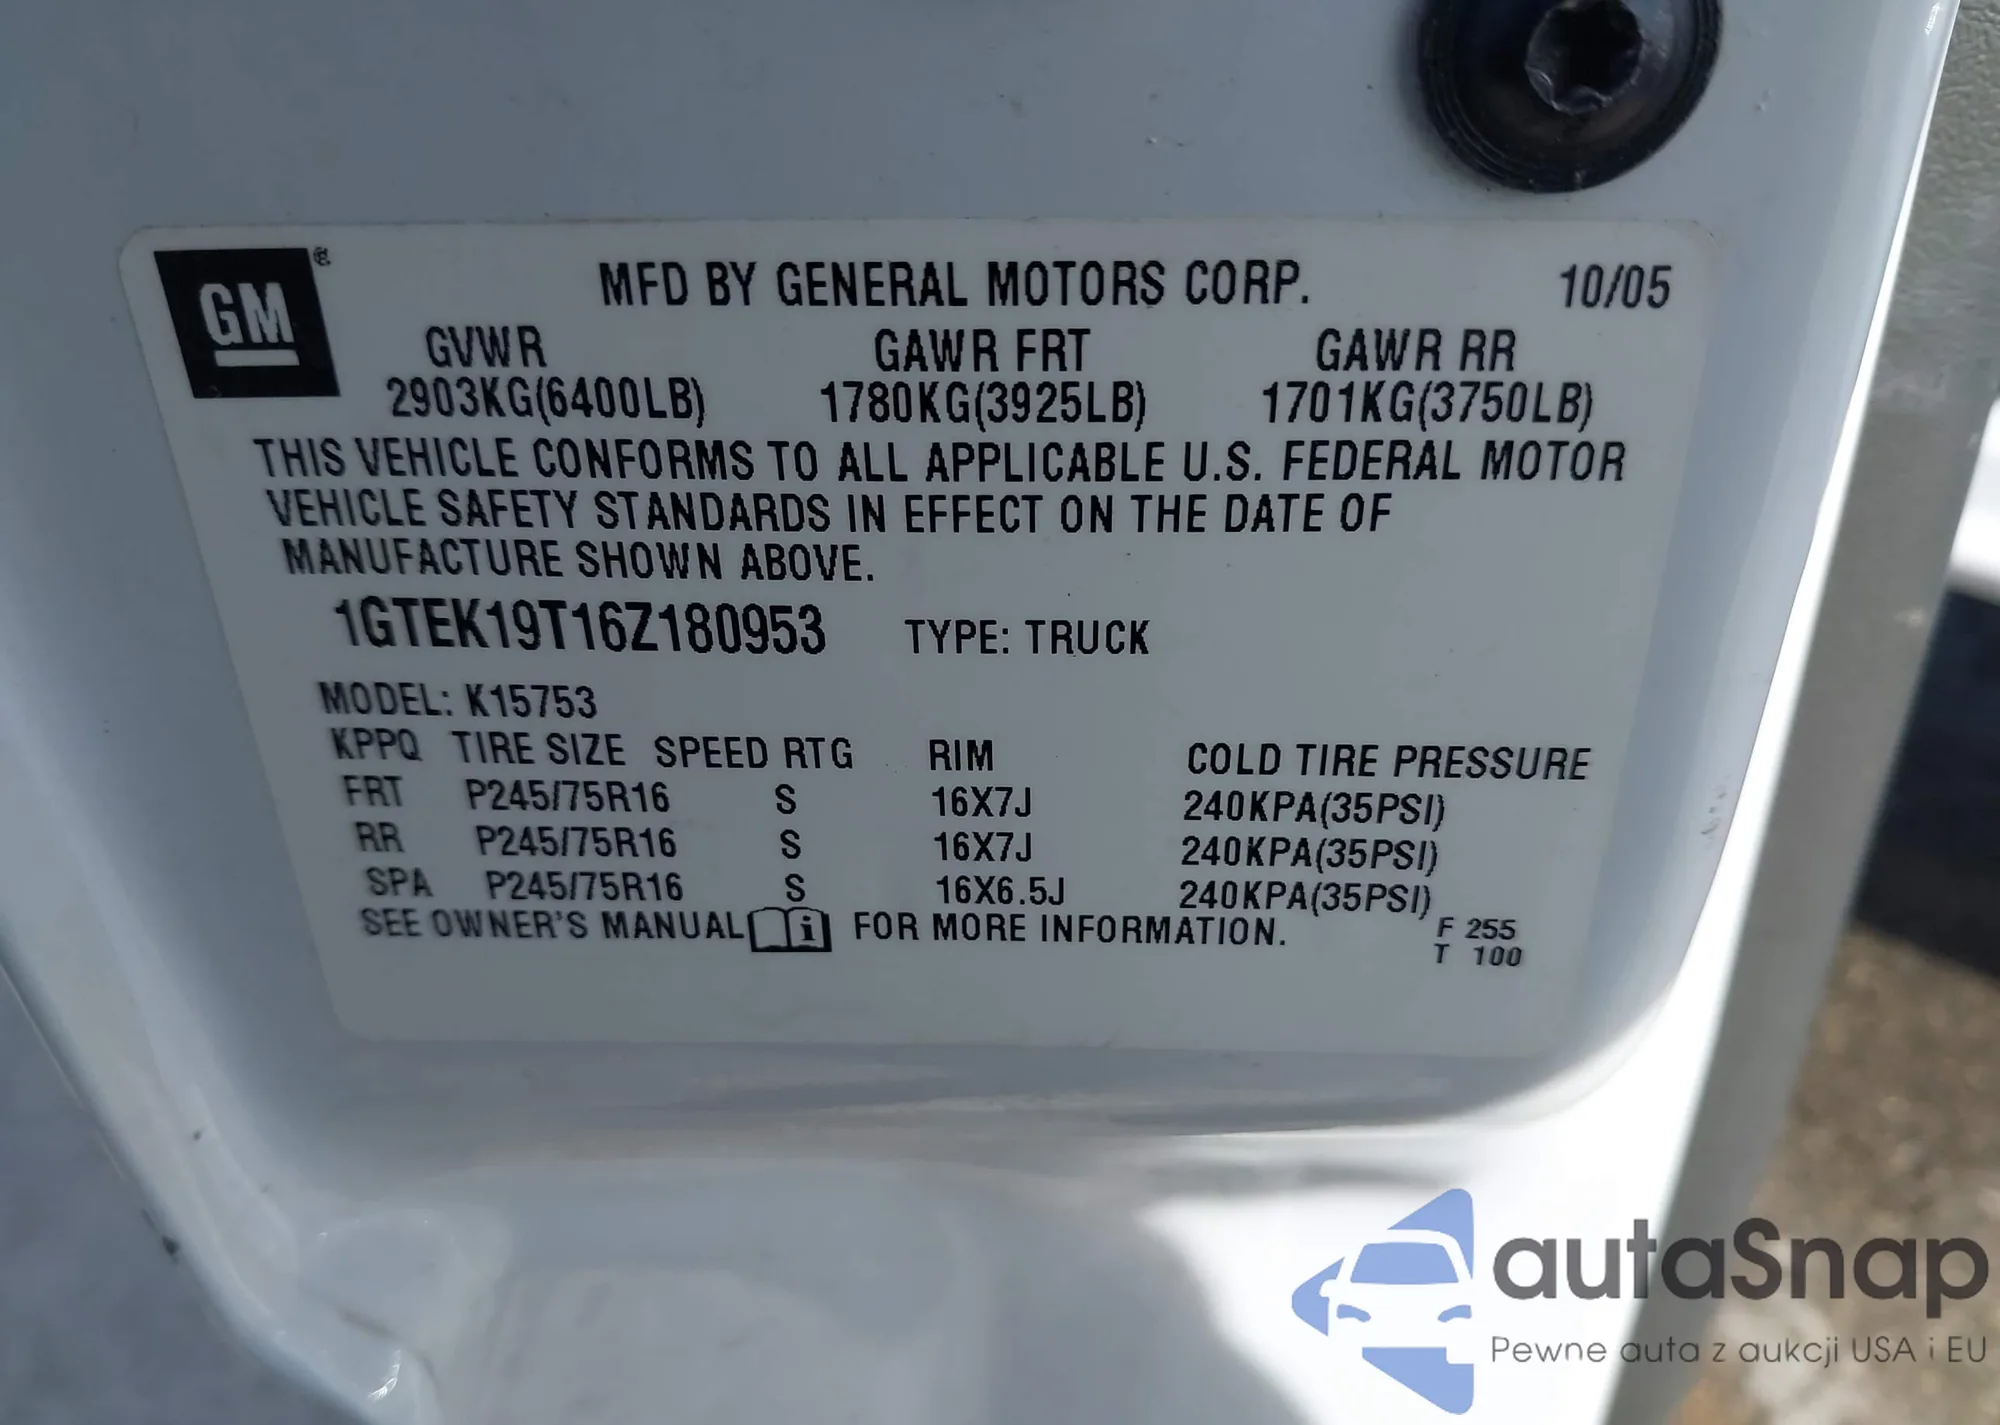 GM®
MFD BY GENERAL MOTORS CORP. 10/05
GVWR GAWR FRT GAWR RR
2903KG(6400LB) 1780KG(3925LB) 1701KG(3750LB)
THIS VEHICLE CONFORMS TO ALL APPLICABLE U.S. FEDERAL MOTOR
VEHICLE SAFETY STANDARDS IN EFFECT ON THE DATE OF
MANUFACTURE SHOWN ABOVE.
1GTEK19T16Z180953 TYPE: TRUCK
MODEL: K15753
KPPQ TIRE SIZE SPEED RTG RIM COLD TIRE PRESSURE
FRT P245/75R16 S 16X7J 240KPA(35PSI)
RR P245/75R16 S 16X7J 240KPA(35PSI)
SPA P245/75R16 S 16X6.5J 240KPA(35PSI)
SEE OWNER'S MANUAL i FOR MORE INFORMATION.
F 255
T 100
autaSnap
Pewne auta z aukcji USA i EU